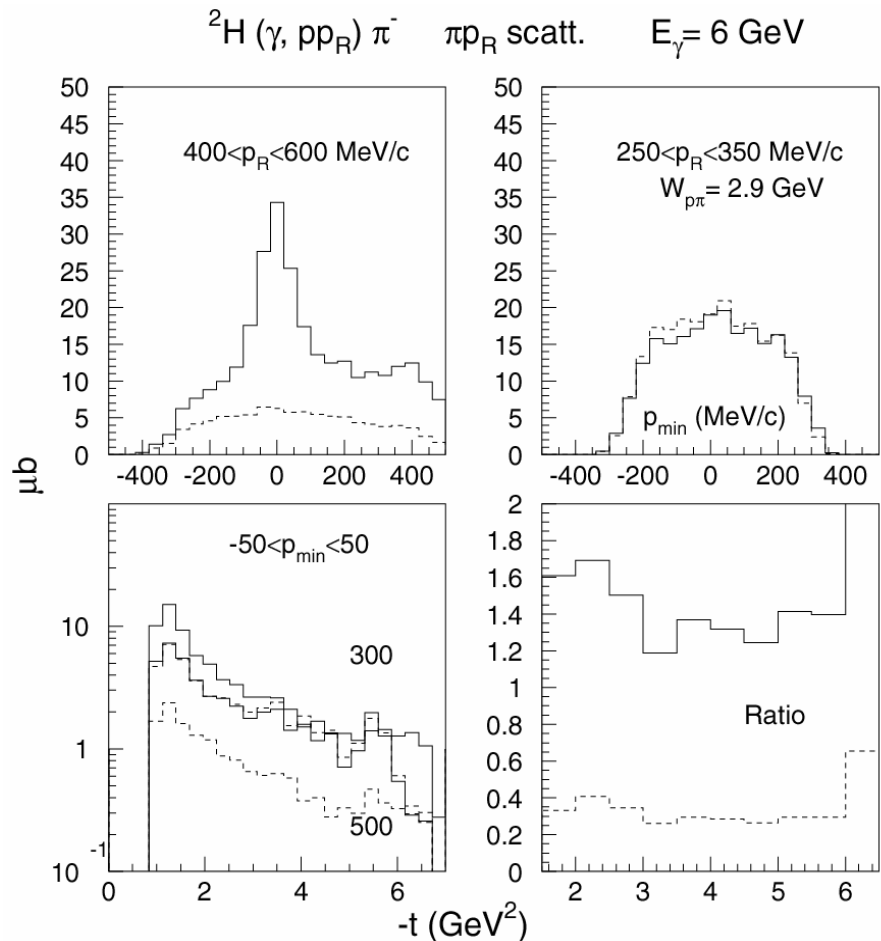 ²H (γ, pp_R) π⁻ πp_R scatt. E_γ= 6 GeV
50
45
40
35
30
25
20
15
10
5
0
400<p_R<600 MeV/c
-400 -200 0 200 400
50
45
40
35
30
25
20
15
10
5
0
250<p_R<350 MeV/c
W_pπ= 2.9 GeV
p_min (MeV/c)
-400 -200 0 200 400
μb
-50<p_min<50
10
1
10⁻¹
300
500
0 2 4 6
2
1.8
1.6
1.4
1.2
1
0.8
0.6
0.4
0.2
0
Ratio
2 3 4 5 6
-t (GeV²)